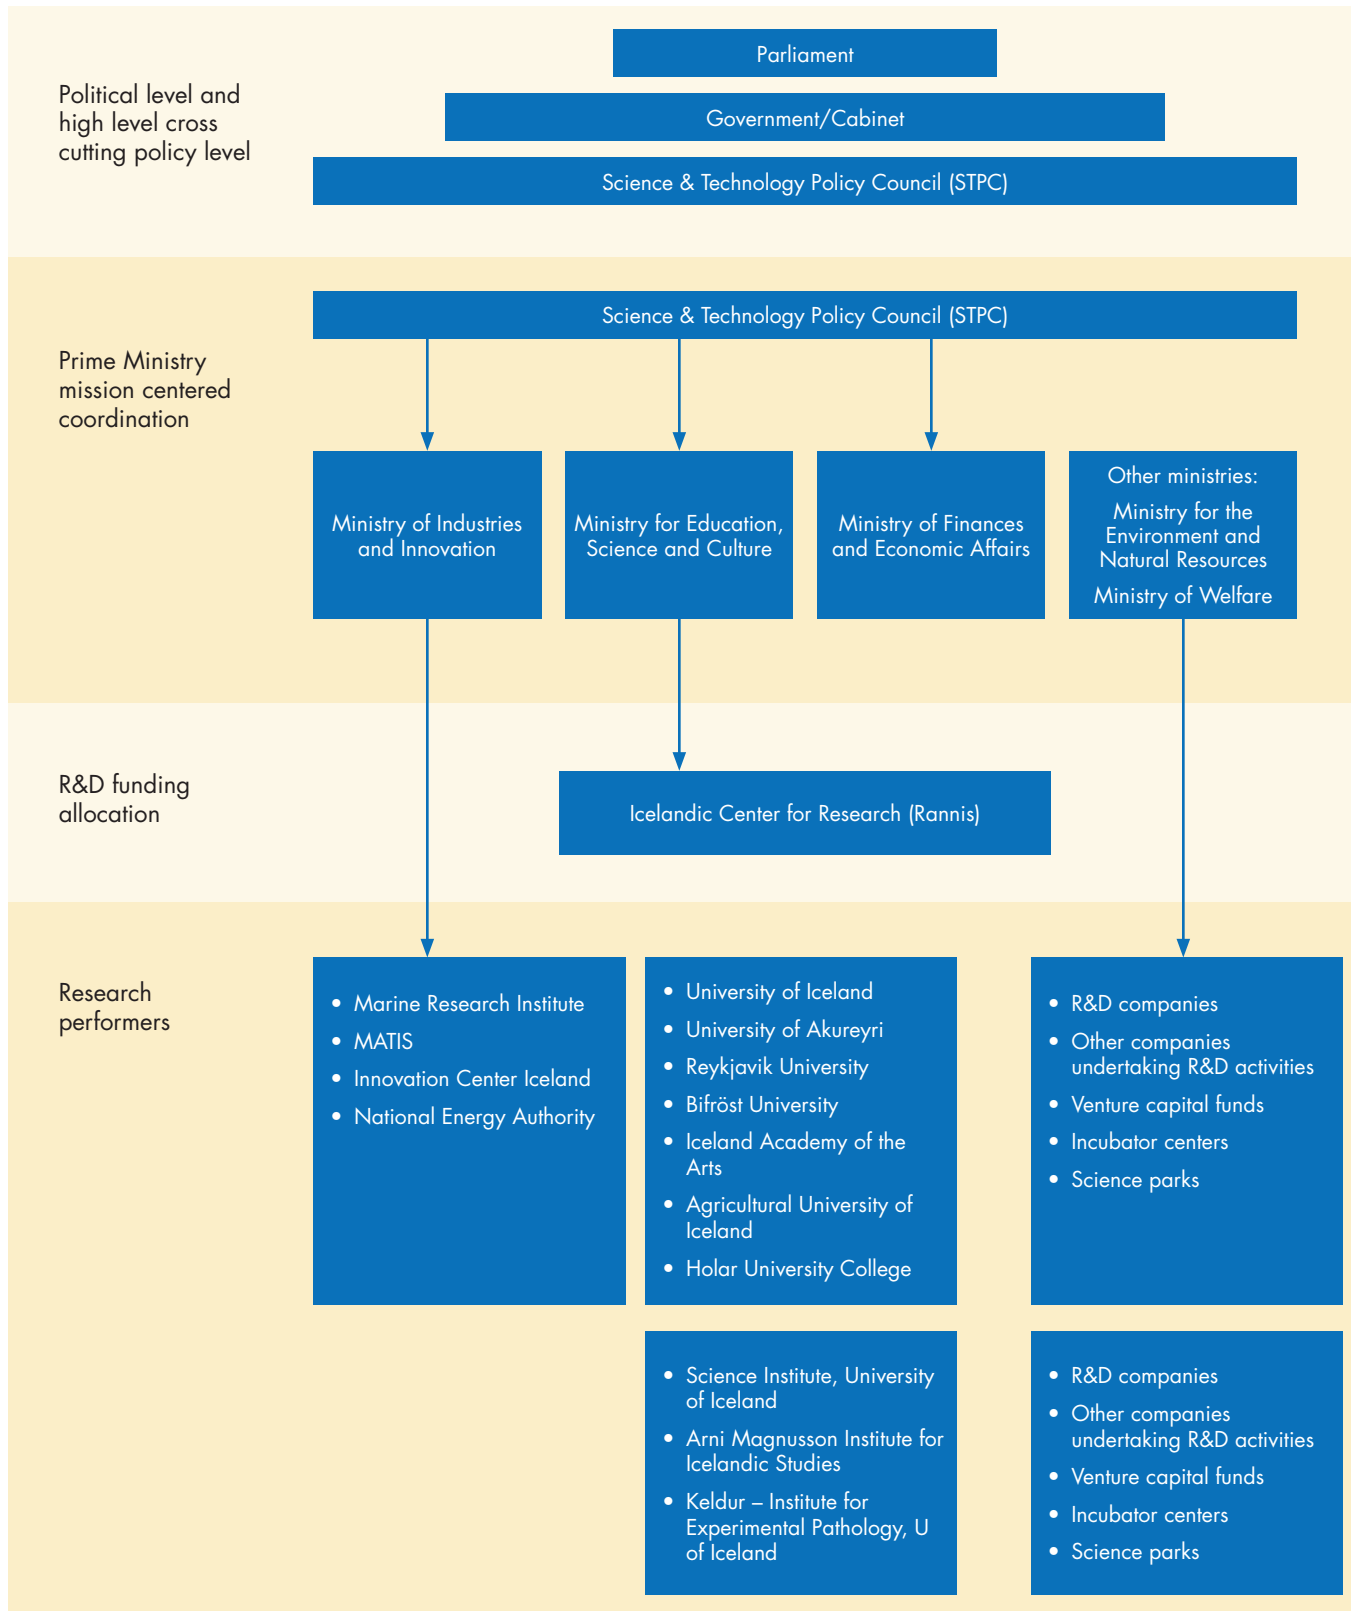 Political level and
high level cross
cutting policy level
Parliament
Government/Cabinet
Science & Technology Policy Council (STPC)
Prime Ministry
mission centered
coordination
Science & Technology Policy Council (STPC)
Ministry of Industries
and Innovation
Ministry for Education,
Science and Culture
Ministry of Finances
and Economic Affairs
Other ministries:
Ministry for the
Environment and
Natural Resources
Ministry of Welfare
R&D funding
allocation
Icelandic Center for Research (Rannis)
Research
performers
• Marine Research Institute
• MATIS
• Innovation Center Iceland
• National Energy Authority
• University of Iceland
• University of Akureyri
• Reykjavik University
• Bifröst University
• Iceland Academy of the
Arts
• Agricultural University of
Iceland
• Holar University College
• R&D companies
• Other companies
undertaking R&D activities
• Venture capital funds
• Incubator centers
• Science parks
• Science Institute, University
of Iceland
• Arni Magnusson Institute for
Icelandic Studies
• Keldur – Institute for
Experimental Pathology, U
of Iceland
• R&D companies
• Other companies
undertaking R&D activities
• Venture capital funds
• Incubator centers
• Science parks